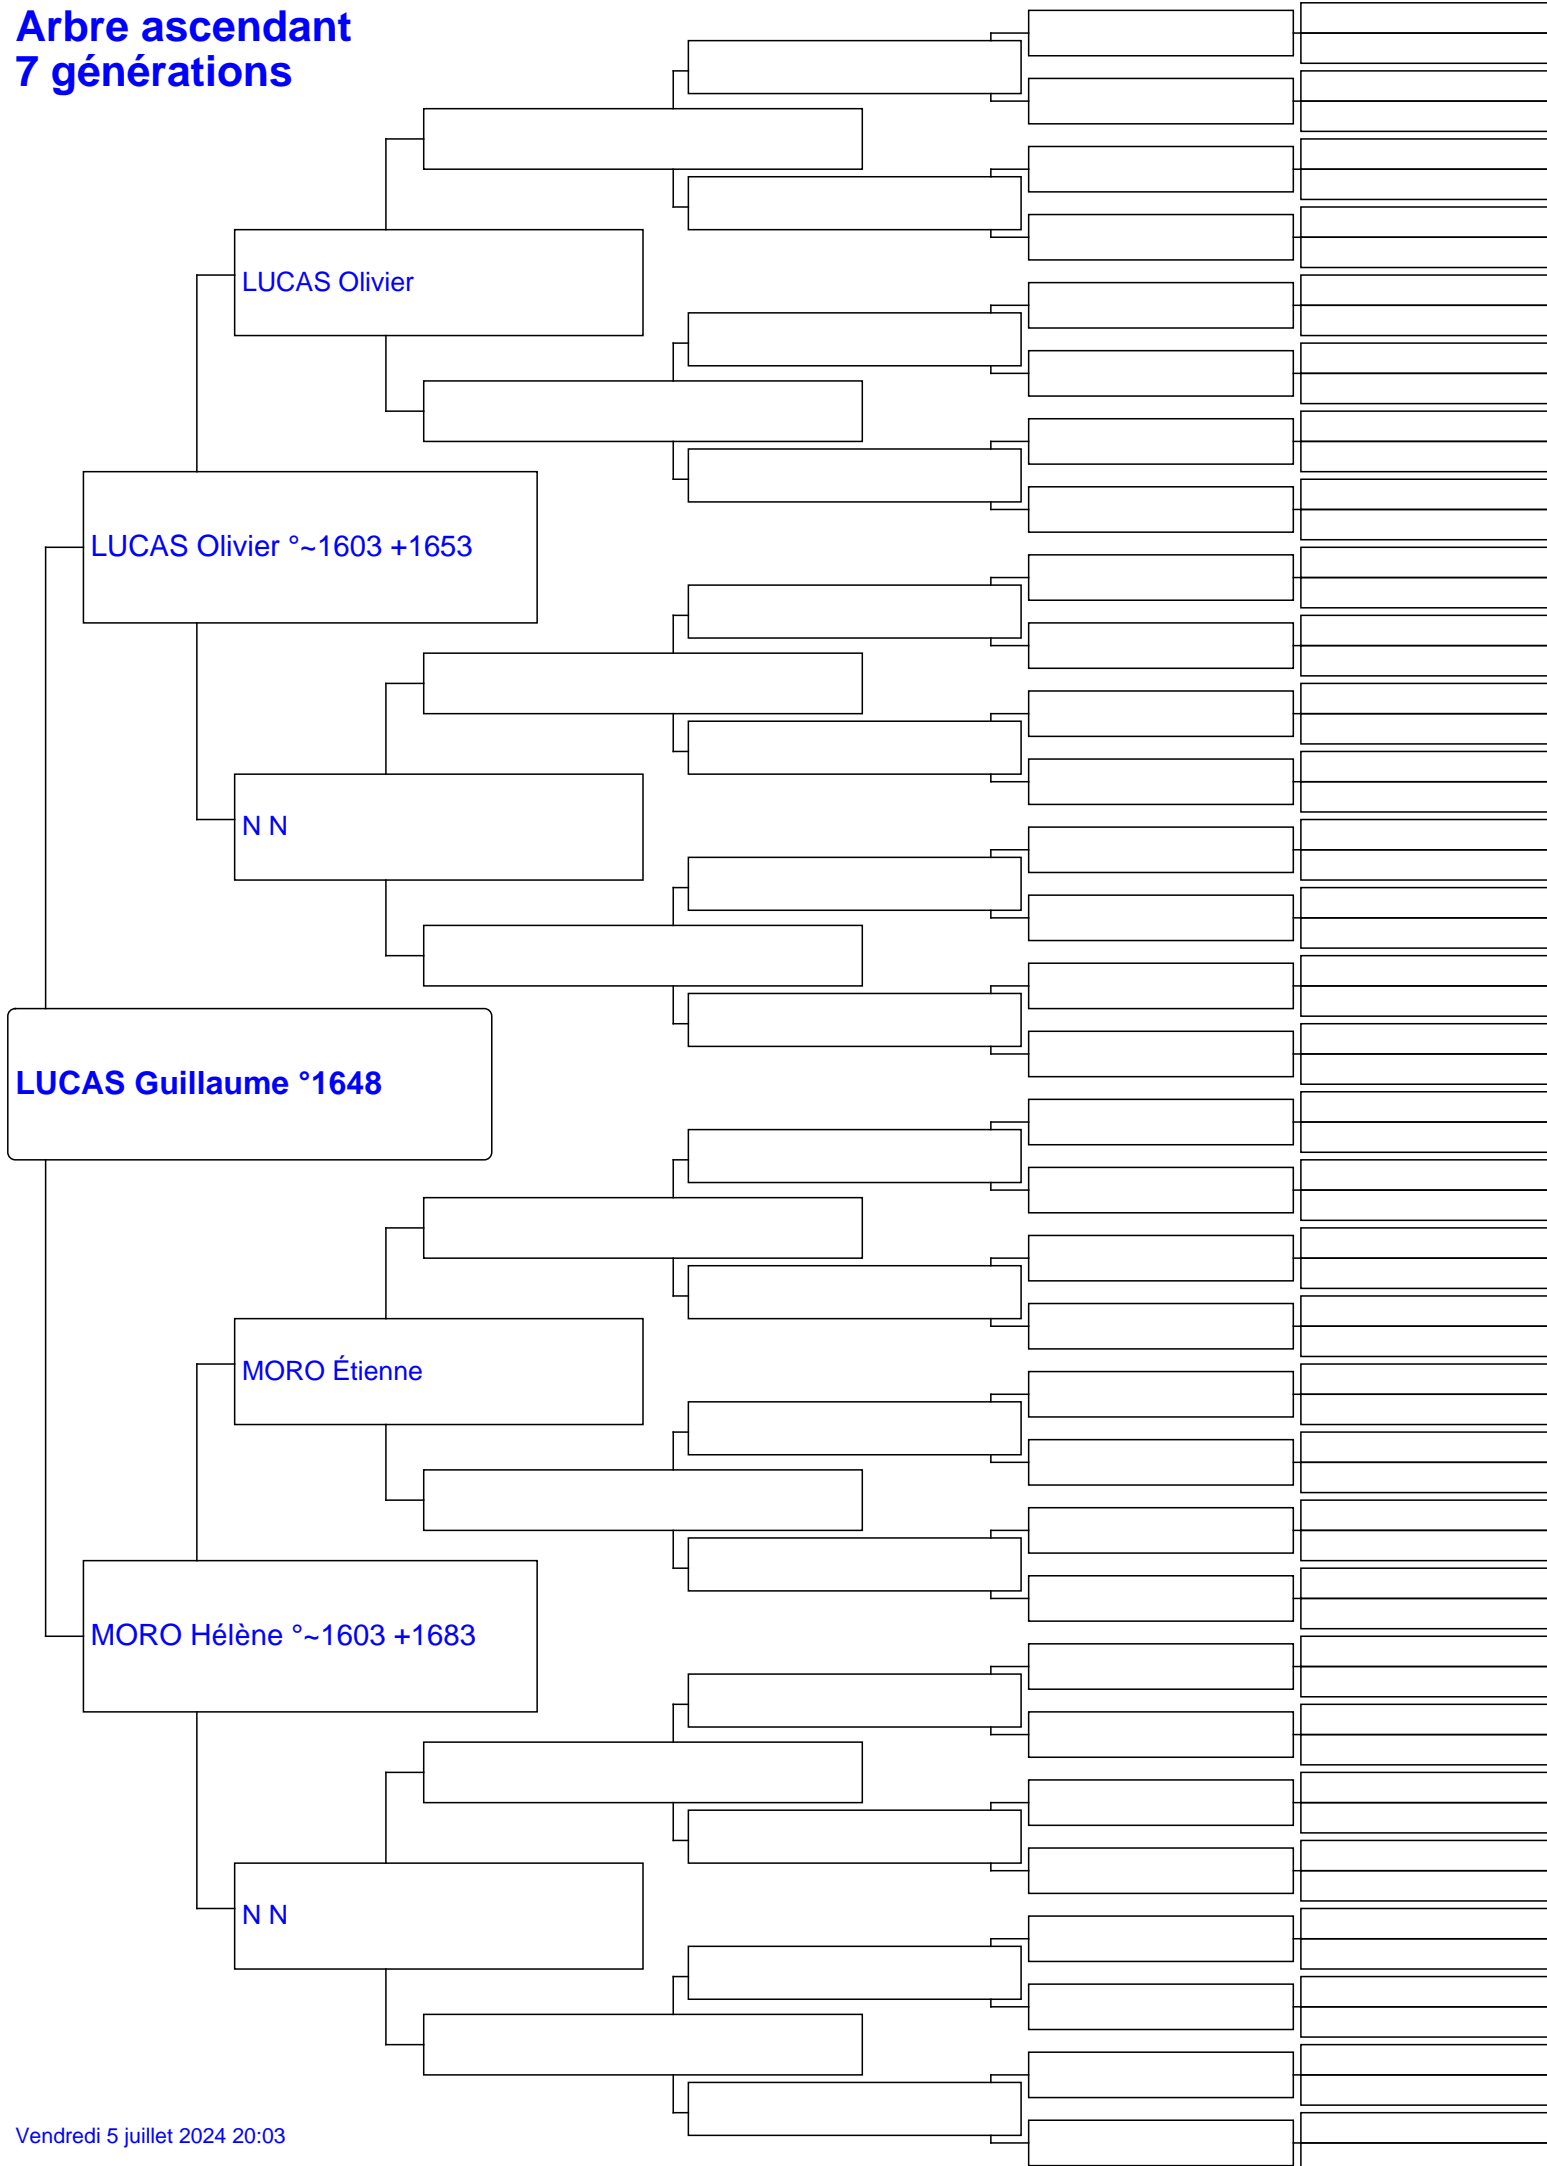 Arbre ascendant
7 générations
LUCAS Olivier
LUCAS Olivier °~1603 +1653
N N
LUCAS Guillaume °1648
MORO Étienne
MORO Hélène °~1603 +1683
N N
Vendredi 5 juillet 2024 20:03